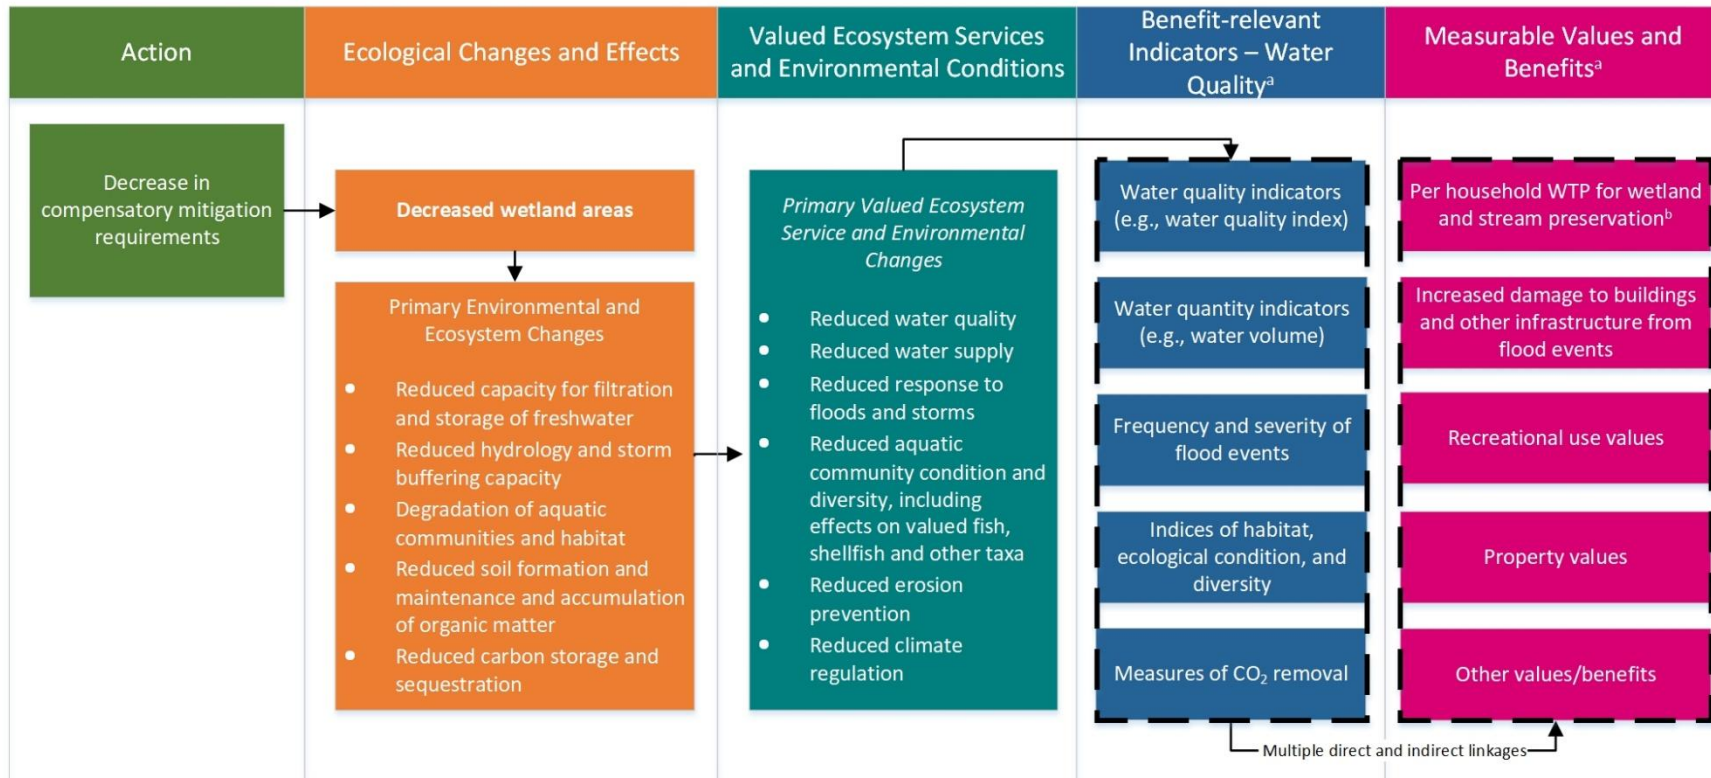 Action
Ecological Changes and Effects
Valued Ecosystem Services
and Environmental Conditions
Benefit-relevant
Indicators – Water
Qualityᵃ
Measurable Values and
Benefitsᵃ
Decrease in
compensatory mitigation
requirements
Decreased wetland areas
Primary Environmental and
Ecosystem Changes
• Reduced capacity for filtration
and storage of freshwater
• Reduced hydrology and storm
buffering capacity
• Degradation of aquatic
communities and habitat
• Reduced soil formation and
maintenance and accumulation
of organic matter
• Reduced carbon storage and
sequestration
Primary Valued Ecosystem
Service and Environmental
Changes
• Reduced water quality
• Reduced water supply
• Reduced response to
floods and storms
• Reduced aquatic
community condition and
diversity, including
effects on valued fish,
shellfish and other taxa
• Reduced erosion
prevention
• Reduced climate
regulation
Water quality indicators
(e.g., water quality index)
Water quantity indicators
(e.g., water volume)
Frequency and severity of
flood events
Indices of habitat,
ecological condition, and
diversity
Measures of CO₂ removal
Per household WTP for wetland
and stream preservationᵇ
Increased damage to buildings
and other infrastructure from
flood events
Recreational use values
Property values
Other values/benefits
Multiple direct and indirect linkages